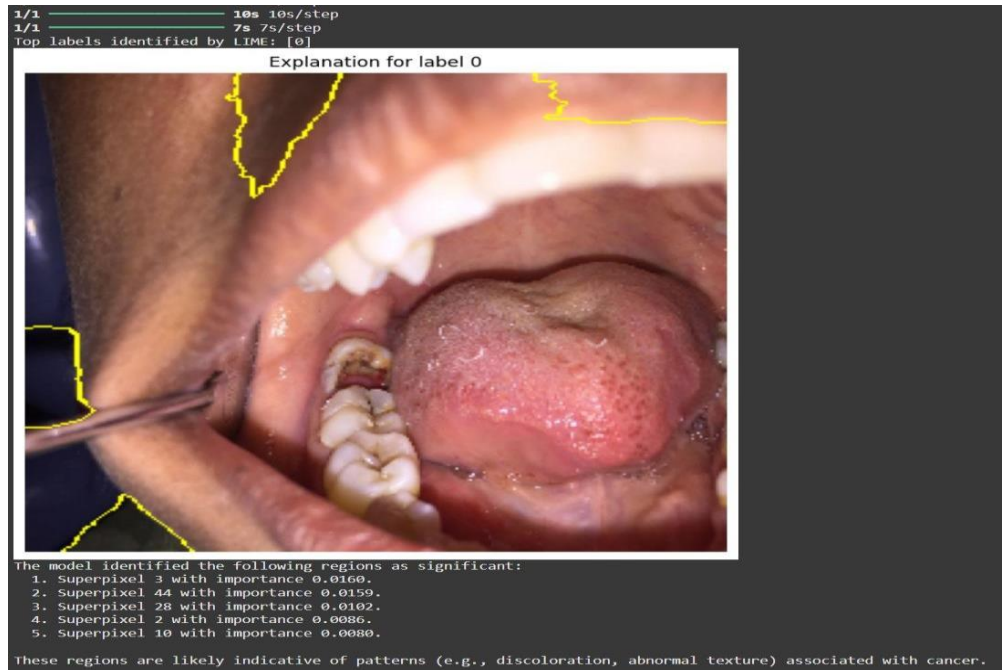 1/1 ━━━━━━━━━━ 10s 10s/step
1/1 ━━━━━━━━━━ 7s 7s/step
Top labels identified by LIME: [0]
Explanation for label 0
The model identified the following regions as significant:
1. Superpixel 3 with importance 0.0160.
2. Superpixel 44 with importance 0.0159.
3. Superpixel 28 with importance 0.0102.
4. Superpixel 2 with importance 0.0086.
5. Superpixel 10 with importance 0.0080.
These regions are likely indicative of patterns (e.g., discoloration, abnormal texture) associated with cancer.